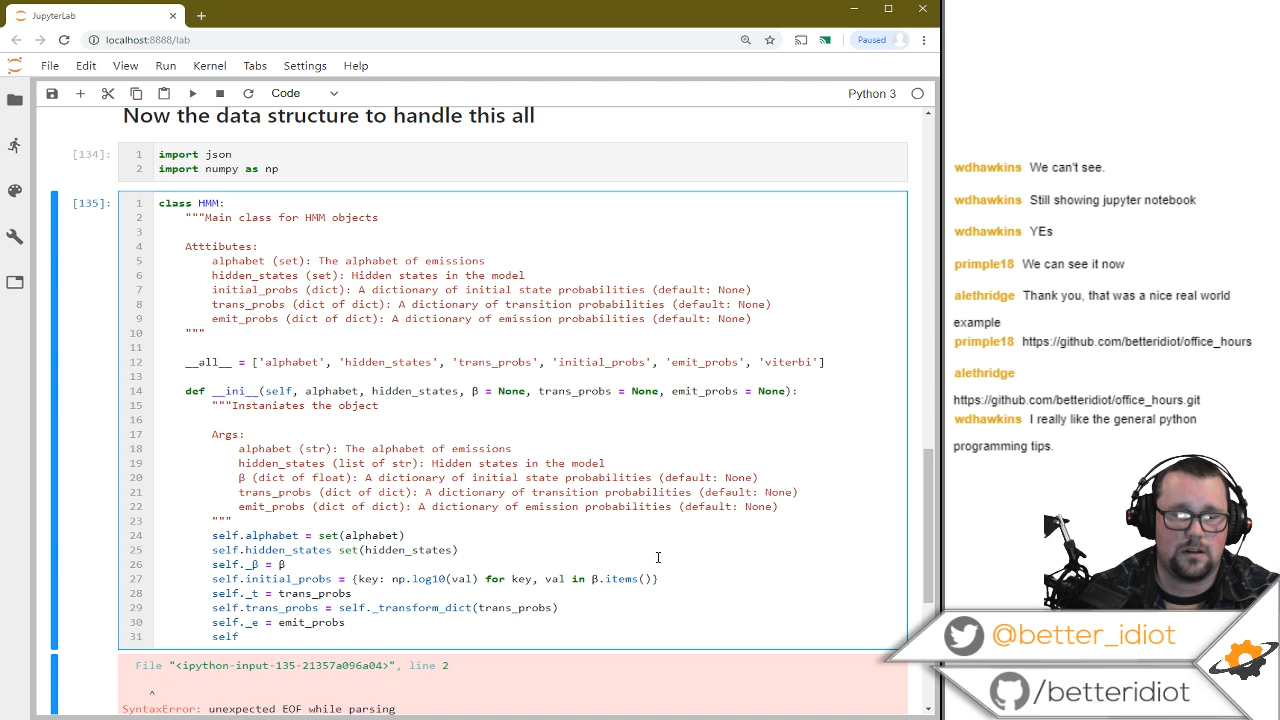 JupyterLab
localhost:8888/lab
Paused
File Edit View Run Kernel Tabs Settings Help
Code
Python 3
Now the data structure to handle this all
[134]:
1 import json
2 import numpy as np
[135]:
1 class HMM:
2 """Main class for HMM objects
3
4 Atttibutes:
5 alphabet (set): The alphabet of emissions
6 hidden_states (set): Hidden states in the model
7 initial_probs (dict of dict): A dictionary of initial state probabilities (default: None)
8 trans_probs (dict of dict): A dictionary of transition probabilities (default: None)
9 emit_probs (dict of dict): A dictionary of emission probabilities (default: None)
10 """
11
12 __all__ = ['alphabet', 'hidden_states', 'trans_probs', 'initial_probs', 'emit_probs', 'viterbi']
13
14 def __ini__(self, alphabet, hidden_states, β = None, trans_probs = None, emit_probs = None):
15 """Instaniates the object
16
17 Args:
18 alphabet (str): The alphabet of emissions
19 hidden_states (list of str): Hidden states in the model
20 β (dict of float): A dictionary of initial state probabilities (default: None)
21 trans_probs (dict of dict): A dictionary of transition probabilities (default: None)
22 emit_probs (dict of dict): A dictionary of emission probabilities (default: None)
23 """
24 self.alphabet = set(alphabet)
25 self.hidden_states set(hidden_states)
26 self._β = β
27 self.initial_probs = {key: np.log10(val) for key, val in β.items()}
28 self._t = trans_probs
29 self.trans_probs = self._transform_dict(trans_probs)
30 self._e = emit_probs
31 self
File "<ipython-input-135-21357a096a04>", line 2
^
SyntaxError: unexpected EOF while parsing
wdhawkins We can't see.
wdhawkins Still showing jupyter notebook
wdhawkins YEs
primple18 We can see it now
alethridge Thank you, that was a nice real world
example
primple18 https://github.com/betteridiot/office_hours
alethridge
https://github.com/betteridiot/office_hours.git
wdhawkins I really like the general python
programming tips.
@better_idiot
/betteridiot